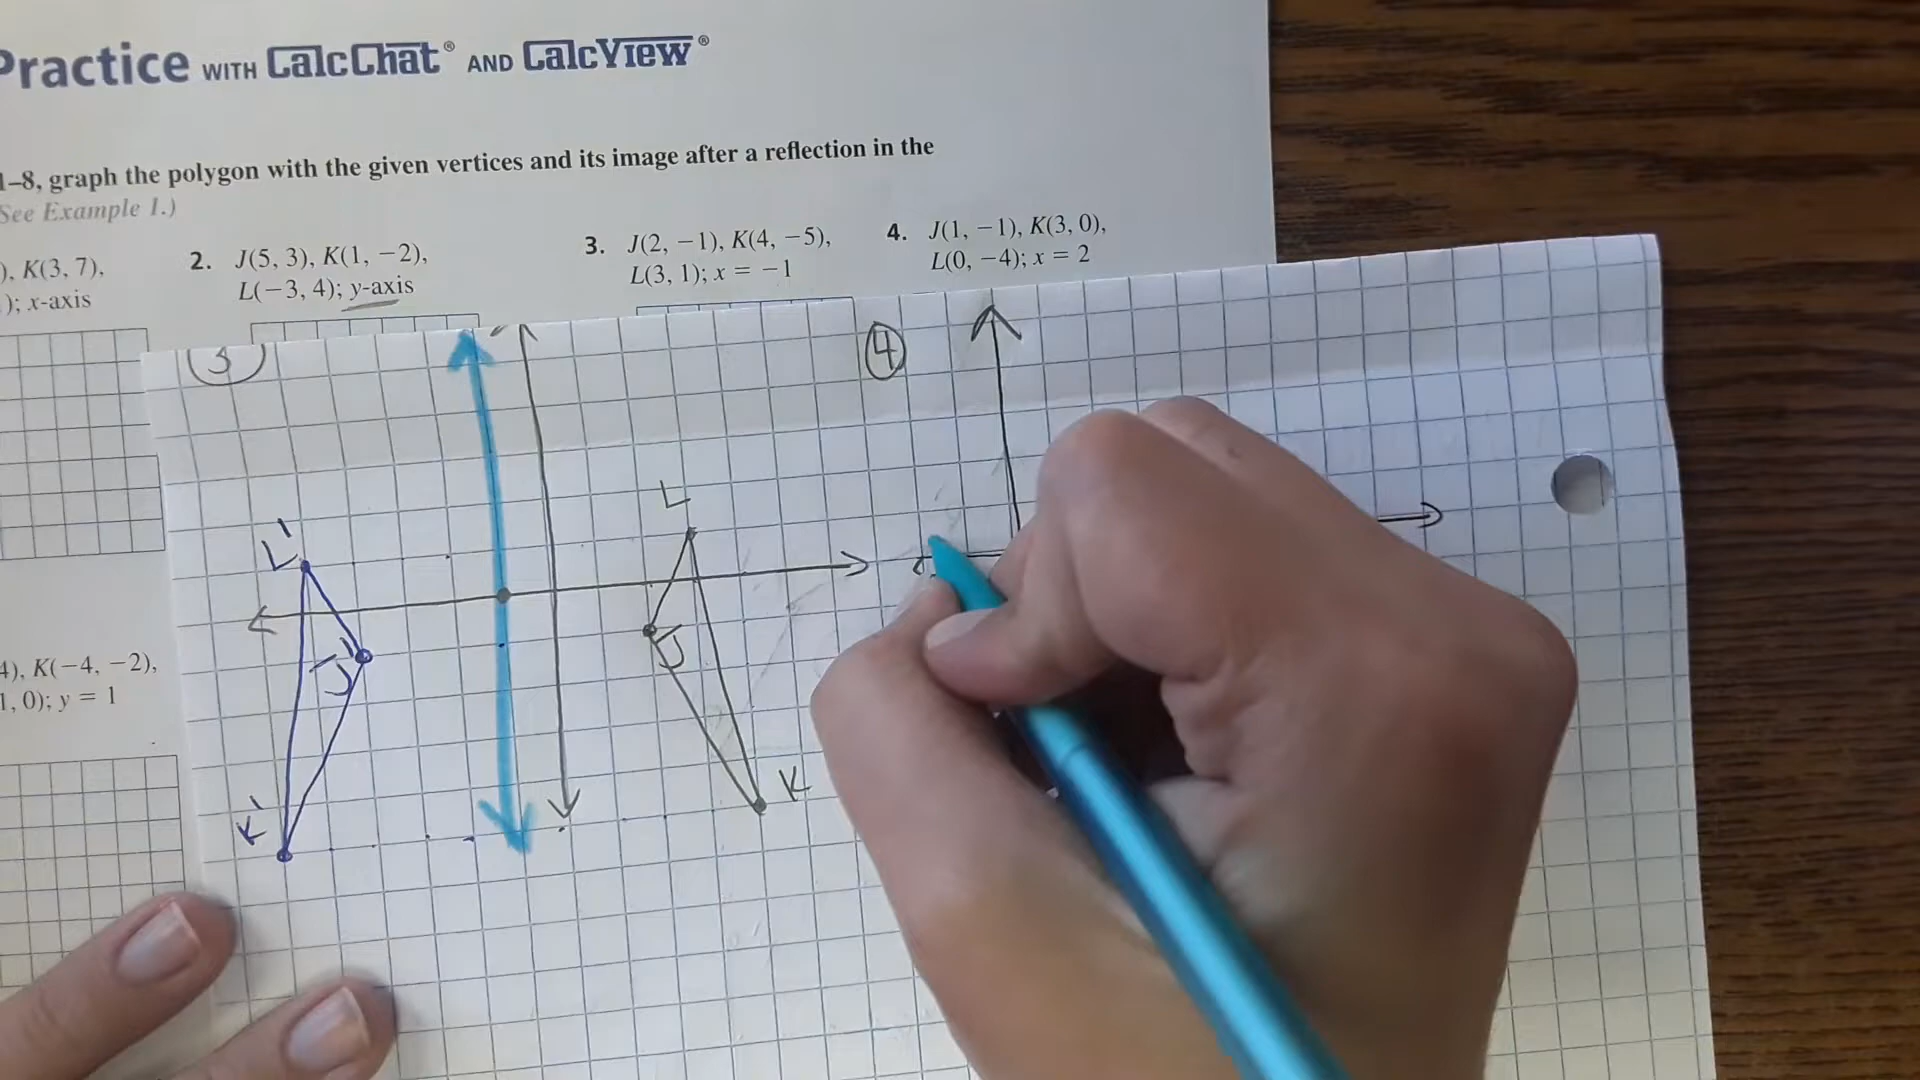 Practice WITH CalcChat® AND CalcView®
1–8, graph the polygon with the given vertices and its image after a reflection in the
See Example 1.)
), K(3, 7),
); x-axis
2. J(5, 3), K(1, −2),
L(−3, 4); y-axis
3. J(2, −1), K(4, −5),
L(3, 1); x = −1
4. J(1, −1), K(3, 0),
L(0, −4); x = 2
3
4
L'
L
J'
J
K'
K
4), K(−4, −2),
1, 0); y = 1